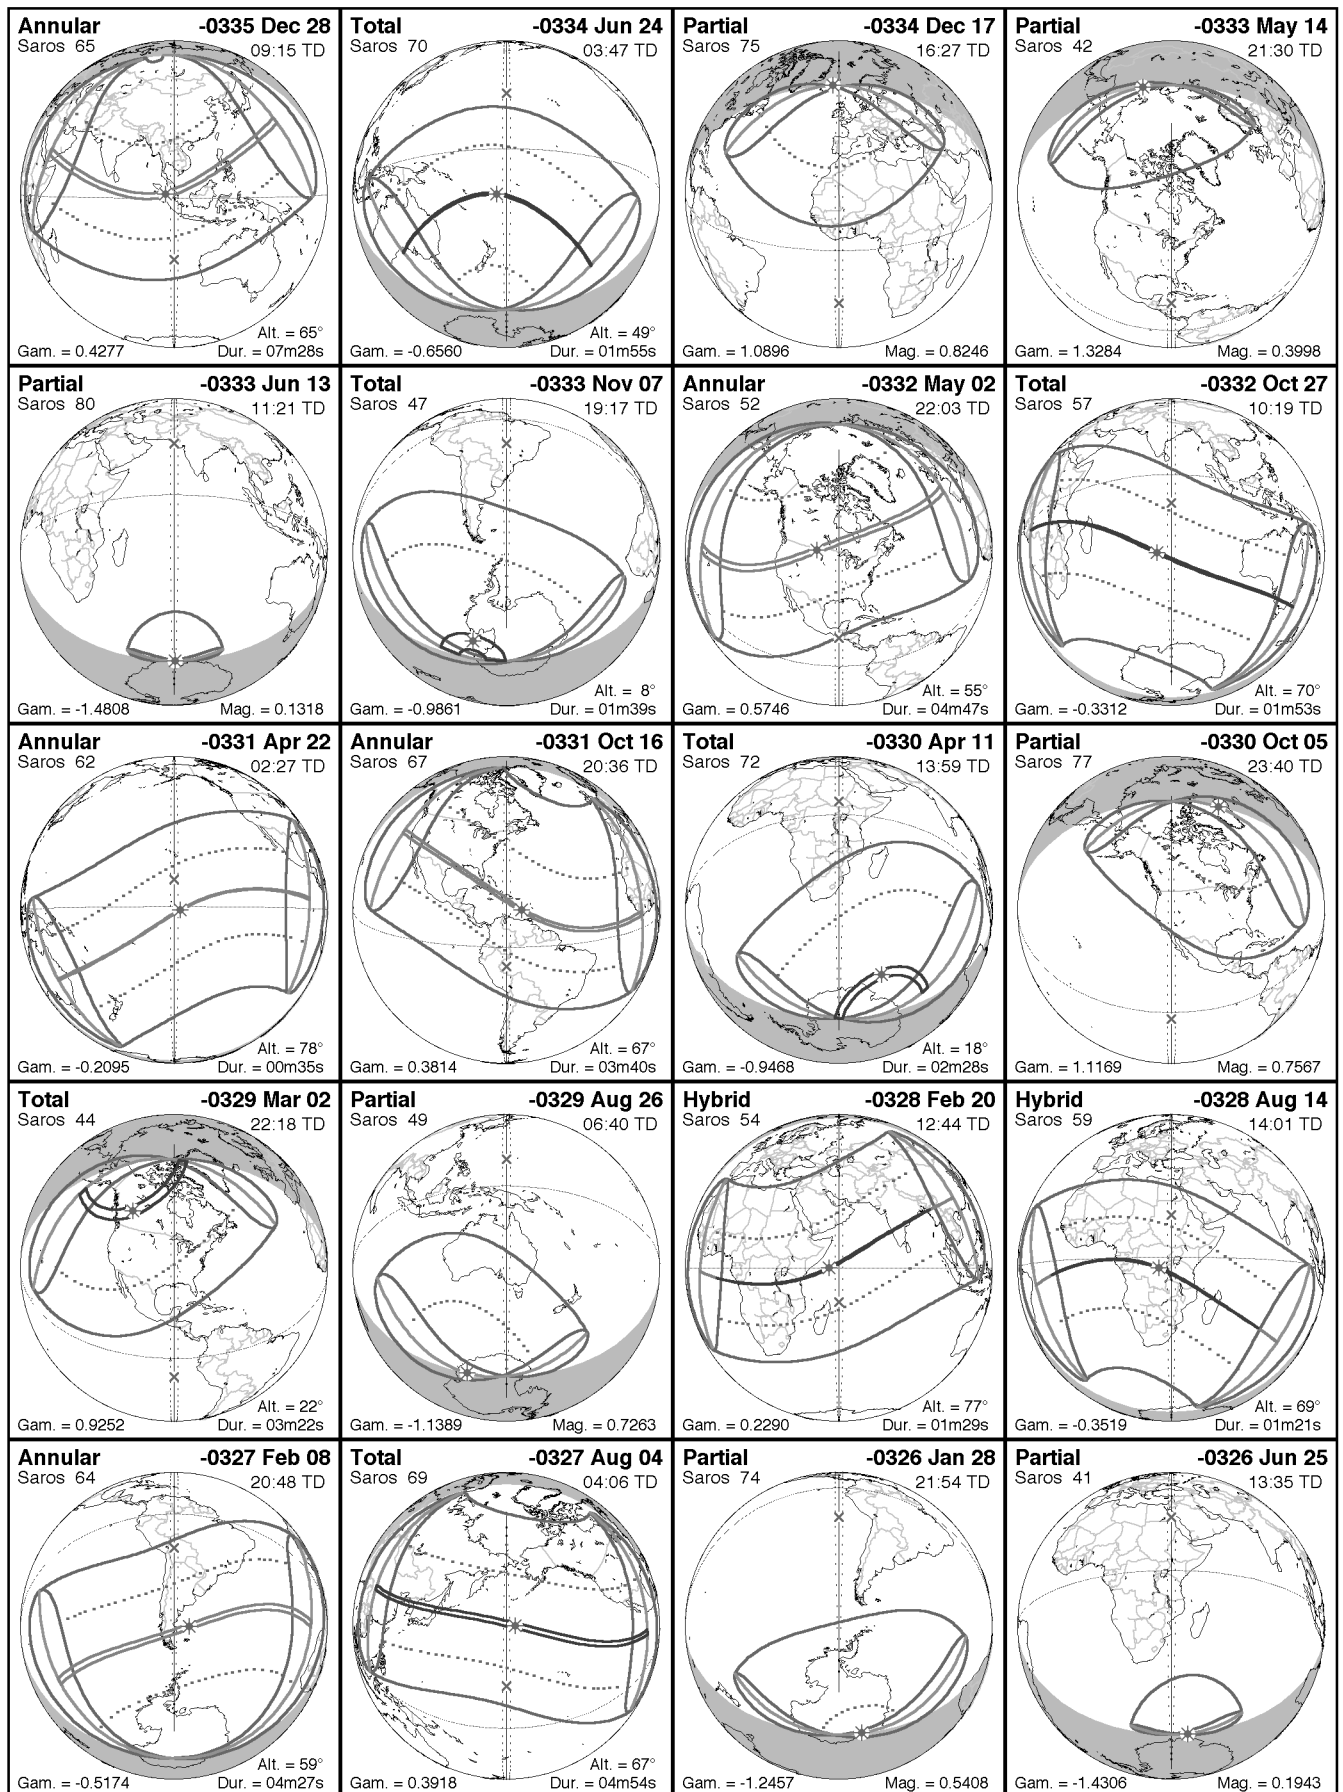 Annular -0335 Dec 28
Saros 65 09:15 TD
Alt. = 65°
Gam. = 0.4277 Dur. = 07m28s
Total -0334 Jun 24
Saros 70 03:47 TD
Alt. = 49°
Gam. = -0.6560 Dur. = 01m55s
Partial -0334 Dec 17
Saros 75 16:27 TD
Gam. = 1.0896 Mag. = 0.8246
Partial -0333 May 14
Saros 42 21:30 TD
Gam. = 1.3284 Mag. = 0.3998
Partial -0333 Jun 13
Saros 80 11:21 TD
Gam. = -1.4808 Mag. = 0.1318
Total -0333 Nov 07
Saros 47 19:17 TD
Alt. = 8°
Gam. = -0.9861 Dur. = 01m39s
Annular -0332 May 02
Saros 52 22:03 TD
Alt. = 55°
Gam. = 0.5746 Dur. = 04m47s
Total -0332 Oct 27
Saros 57 10:19 TD
Alt. = 70°
Gam. = -0.3312 Dur. = 01m53s
Annular -0331 Apr 22
Saros 62 02:27 TD
Alt. = 78°
Gam. = -0.2095 Dur. = 00m35s
Annular -0331 Oct 16
Saros 67 20:36 TD
Alt. = 67°
Gam. = 0.3814 Dur. = 03m40s
Total -0330 Apr 11
Saros 72 13:59 TD
Alt. = 18°
Gam. = -0.9468 Dur. = 02m28s
Partial -0330 Oct 05
Saros 77 23:40 TD
Gam. = 1.1169 Mag. = 0.7567
Total -0329 Mar 02
Saros 44 22:18 TD
Alt. = 22°
Gam. = 0.9252 Dur. = 03m22s
Partial -0329 Aug 26
Saros 49 06:40 TD
Gam. = -1.1389 Mag. = 0.7263
Hybrid -0328 Feb 20
Saros 54 12:44 TD
Alt. = 77°
Gam. = 0.2290 Dur. = 01m29s
Hybrid -0328 Aug 14
Saros 59 14:01 TD
Alt. = 69°
Gam. = -0.3519 Dur. = 01m21s
Annular -0327 Feb 08
Saros 64 20:48 TD
Alt. = 59°
Gam. = -0.5174 Dur. = 04m27s
Total -0327 Aug 04
Saros 69 04:06 TD
Alt. = 67°
Gam. = 0.3918 Dur. = 04m54s
Partial -0326 Jan 28
Saros 74 21:54 TD
Gam. = -1.2457 Mag. = 0.5408
Partial -0326 Jun 25
Saros 41 13:35 TD
Gam. = -1.4306 Mag. = 0.1943